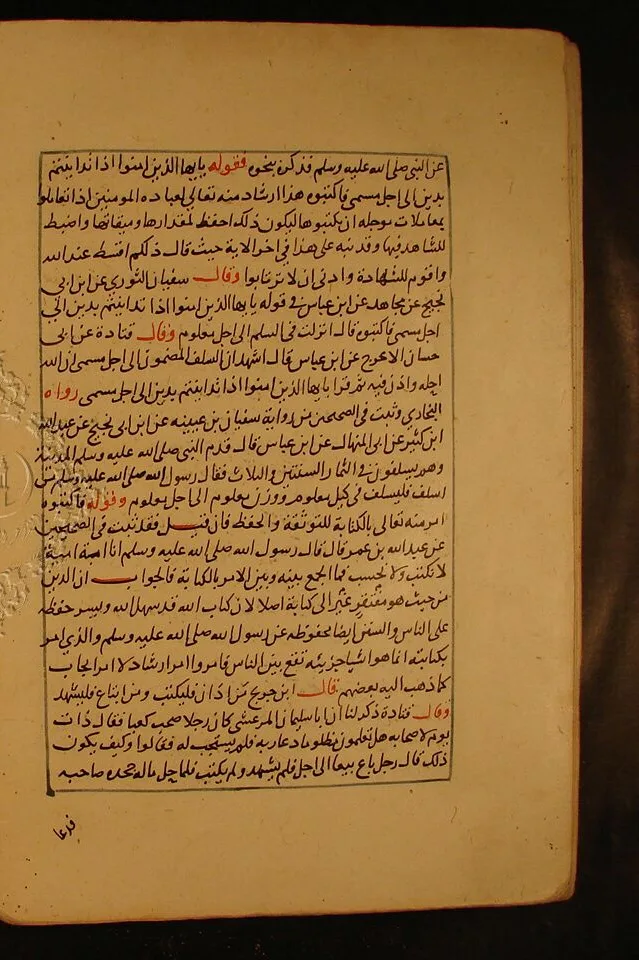 عن النبي صلى الله عليه وسلم فذكره بنحوه فقوله يايها الذين امنوا اذا تداينتم
بدين الى اجل مسمى فاكتبوه هذا ارشاد منه تعالى لعباده المومنين اذا تعاملوا
بمعاملات موجله ان يكتبوها ليكون ذلك احفظ لمقدارها وميقاتها واضبط
للشاهد فيها وقد نبه على هذا في اخر الاية حيث قال ذلكم اقسط عند الله
واقوم للشهادة وادنى ان لا ترتابوا وقال سفيان الثوري عن ابن ابي
نجيح عن مجاهد عن ابن عباس في قوله يايها الذين امنوا اذا تداينتم بدين الى
اجل مسمى فاكتبوه قال انزلت في السلم الى اجل معلوم وقال قتادة عن ابي
حسان الاعرج عن ابن عباس قال اشهد ان السلف المضمون الى اجل مسمى ان الله
احله واذن فيه ثم قرا يايها الذين امنوا اذا تداينتم بدين الى اجل مسمى رواه
البخاري وثبت في الصحيحين من رواية سفيان بن عيينه عن ابن ابي نجيح عن عبد الله
ابن كثير عن ابي المنهال عن ابن عباس قال قدم النبي صلى الله عليه وسلم المدينة
وهم يسلفون في الثمار السنتين والثلاث فقال رسول الله صلى الله عليه وسلم من
اسلف فليسلف في كيل معلوم ووزن معلوم الى اجل معلوم وقوله فاكتبوه
امر منه تعالى بالكتابة للتوثقة والحفظ فان قيل فقد ثبت في الصحيحين
عن عبد الله بن عمر قال قال رسول الله صلى الله عليه وسلم انا امة امية
لا نكتب ولا نحسب فما الجمع بينه وبين الامر بالكتابة فالجواب ان الدين
من حيث هو مفتقر غير الى كتابة اصلا لان كتاب الله قد سهل الله ويسر حفظه
على الناس والسنن ايضا محفوظه عن رسول الله صلى الله عليه وسلم والذي امر
بكتابته انما هو اشيا جزييه تقع بين الناس فامروا امر ارشاد لا امر ايجاب
كما ذهب اليه بعضهم قال ابن جريج من ادان فليكتب ومن ابتاع فليشهد
وقال قتادة ذكر لنا ان ابا سليمان المرعشي كان رجلا صحب كعبا فقال ذات
يوم لاصحابه هل تعلمون مظلوما دعا ربه فلم يستجب له فقالوا وكيف يكون
ذلك قال رجل باع بيعا الى اجل فلم يشهد ولم يكتب فلما حل ماله جحده صاحبه
فدعا